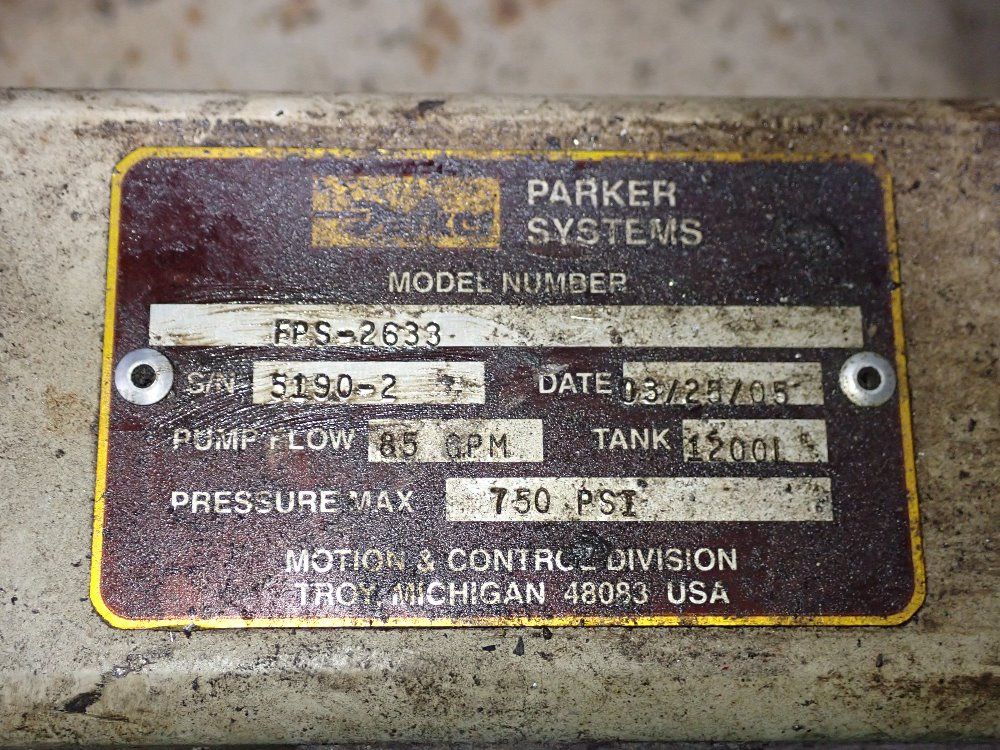 PARKER
SYSTEMS
MODEL NUMBER
FPS-2633
S/N 5190-2 DATE 03/25/05
PUMP FLOW 85 GPM TANK 1200L
PRESSURE MAX 750 PSI
MOTION & CONTROL DIVISION
TROY MICHIGAN 48083 USA